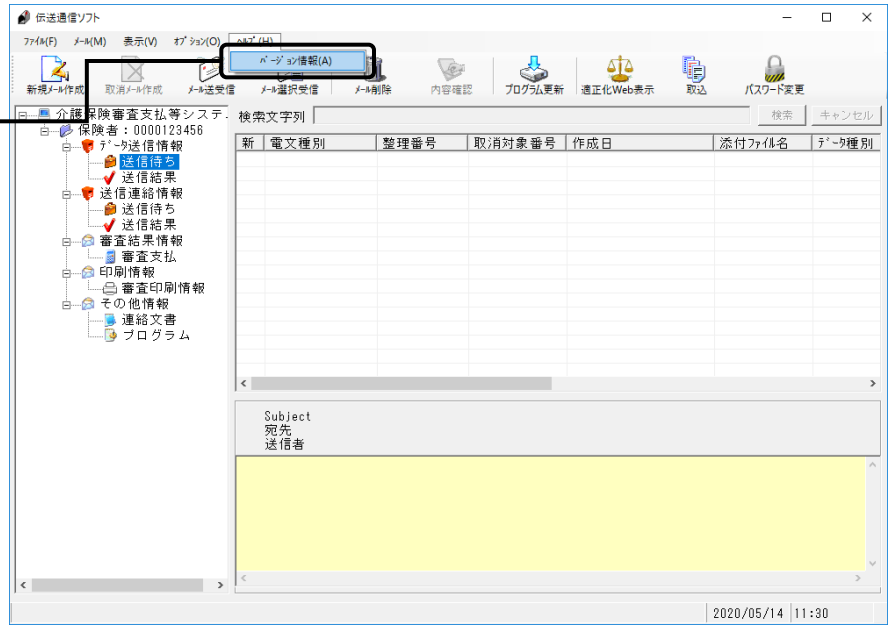 伝送通信ソフト
ﾌｧｲﾙ(F) ﾒｰﾙ(M) 表示(V) ｵﾌﾟｼｮﾝ(O) ﾍﾙﾌﾟ(H)
ﾊﾞｰｼﾞｮﾝ情報(A)
新規ﾒｰﾙ作成 取消ﾒｰﾙ作成 ﾒｰﾙ送受信 ﾒｰﾙ選択受信 ﾒｰﾙ削除 内容確認 ﾌﾟﾛｸﾞﾗﾑ更新 適正化Web表示 取込 ﾊﾟｽﾜｰﾄﾞ変更
介護保険審査支払等システ
検索文字列 検索 キャンセル
保険者：0000123456
新 電文種別 整理番号 取消対象番号 作成日 添付ﾌｧｲﾙ名 ﾃﾞｰﾀ種別
ﾃﾞｰﾀ送信情報
送信待ち
送信結果
送信連絡情報
送信待ち
送信結果
審査結果情報
審査支払
印刷情報
審査印刷情報
その他情報
連絡文書
プログラム
Subject
宛先
送信者
2020/05/14 11:30